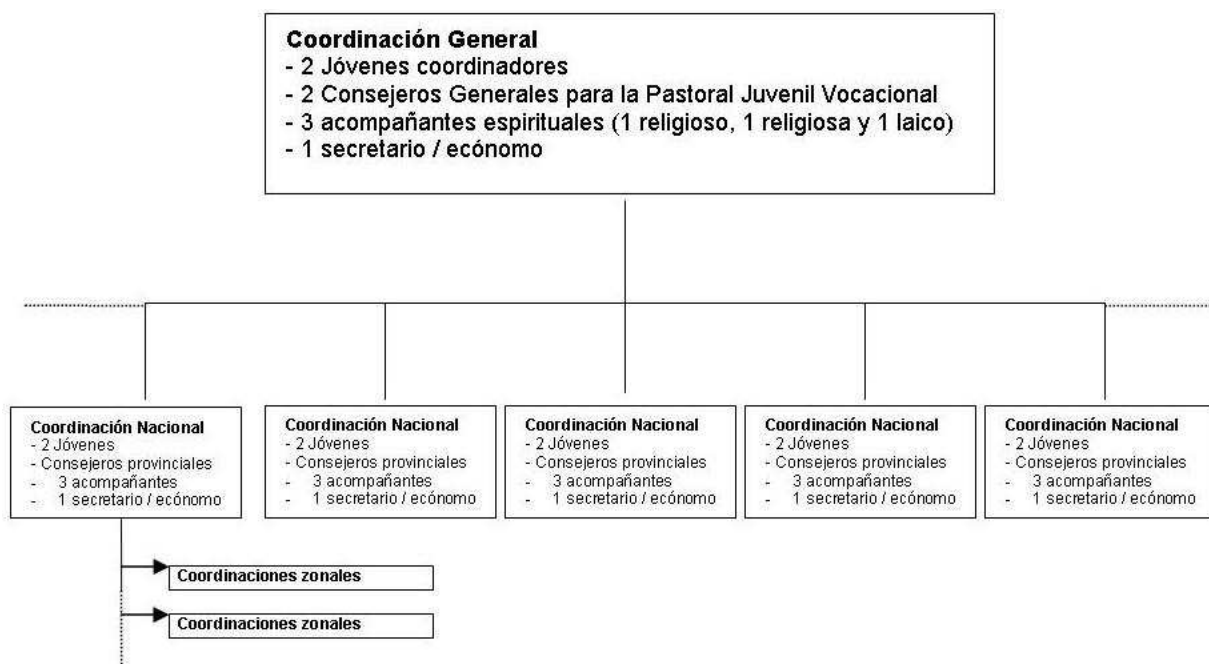 Coordinación General
- 2 Jóvenes coordinadores
- 2 Consejeros Generales para la Pastoral Juvenil Vocacional
- 3 acompañantes espirituales (1 religioso, 1 religiosa y 1 laico)
- 1 secretario / ecónomo
Coordinación Nacional
- 2 Jóvenes
- Consejeros provinciales
- 3 acompañantes
- 1 secretario / ecónomo
Coordinación Nacional
- 2 Jóvenes
- Consejeros provinciales
- 3 acompañantes
- 1 secretario / ecónomo
Coordinación Nacional
- 2 Jóvenes
- Consejeros provinciales
- 3 acompañantes
- 1 secretario / ecónomo
Coordinación Nacional
- 2 Jóvenes
- Consejeros provinciales
- 3 acompañantes
- 1 secretario / ecónomo
Coordinación Nacional
- 2 Jóvenes
- Consejeros provinciales
- 3 acompañantes
- 1 secretario / ecónomo
Coordinaciones zonales
Coordinaciones zonales